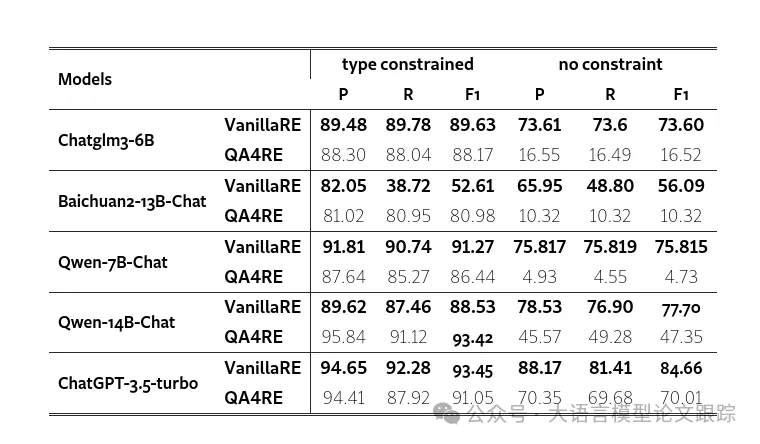 Models type constrained no constraint
P R F1 P R F1
Chatglm3-6B VanillaRE 89.48 89.78 89.63 73.61 73.6 73.60
QA4RE 88.30 88.04 88.17 16.55 16.49 16.52
Baichuan2-13B-Chat VanillaRE 82.05 38.72 52.61 65.95 48.80 56.09
QA4RE 81.02 80.95 80.98 10.32 10.32 10.32
Qwen-7B-Chat VanillaRE 91.81 90.74 91.27 75.817 75.819 75.815
QA4RE 87.64 85.27 86.44 4.93 4.55 4.73
Qwen-14B-Chat VanillaRE 89.62 87.46 88.53 78.53 76.90 77.70
QA4RE 95.84 91.12 93.42 45.57 49.28 47.35
ChatGPT-3.5-turbo VanillaRE 94.65 92.28 93.45 88.17 81.41 84.66
QA4RE 94.41 87.92 91.05 70.35 69.68 70.01
公众号 · 大语言模型论文跟踪